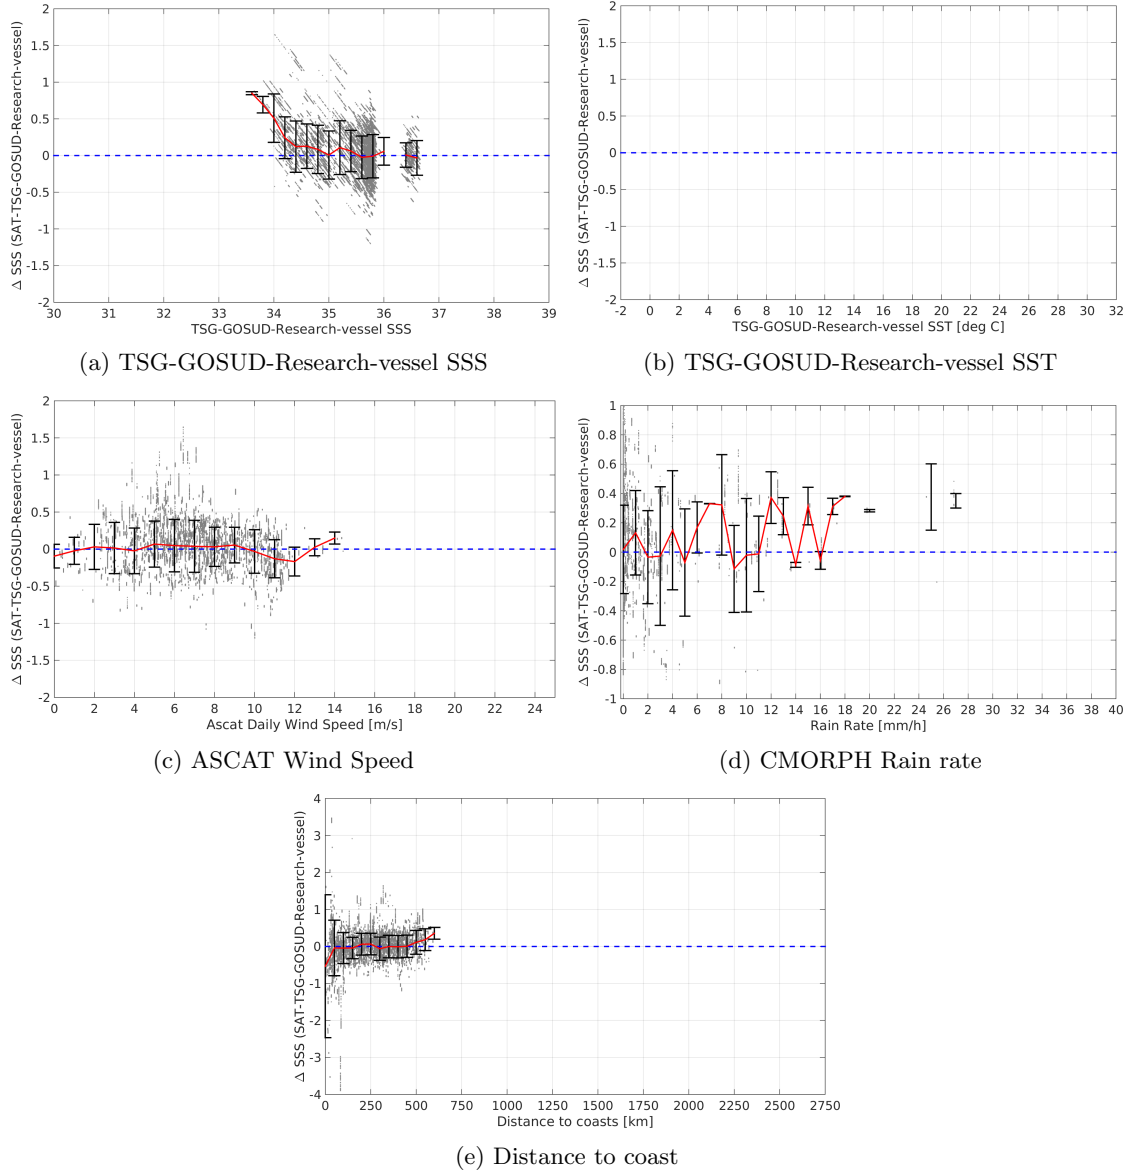 2
1.5
1
0.5
0
-0.5
-1
-1.5
-2
30 31 32 33 34 35 36 37 38 39
Δ SSS (SAT-TSG-GOSUD-Research-vessel)
TSG-GOSUD-Research-vessel SSS
(a) TSG-GOSUD-Research-vessel SSS
2
1.5
1
0.5
0
-0.5
-1
-1.5
-2
-2 0 2 4 6 8 10 12 14 16 18 20 22 24 26 28 30 32
Δ SSS (SAT-TSG-GOSUD-Research-vessel)
TSG-GOSUD-Research-vessel SST [deg C]
(b) TSG-GOSUD-Research-vessel SST
2
1.5
1
0.5
0
-0.5
-1
-1.5
-2
0 2 4 6 8 10 12 14 16 18 20 22 24
Δ SSS (SAT-TSG-GOSUD-Research-vessel)
Ascat Daily Wind Speed [m/s]
(c) ASCAT Wind Speed
1
0.8
0.6
0.4
0.2
0
-0.2
-0.4
-0.6
-0.8
-1
0 2 4 6 8 10 12 14 16 18 20 22 24 26 28 30 32 34 36 38 40
Δ SSS (SAT-TSG-GOSUD-Research-vessel)
Rain Rate [mm/h]
(d) CMORPH Rain rate
4
3
2
1
0
-1
-2
-3
-4
0 250 500 750 1000 1250 1500 1750 2000 2250 2500 2750
Δ SSS (SAT-TSG-GOSUD-Research-vessel)
Distance to coasts [km]
(e) Distance to coast